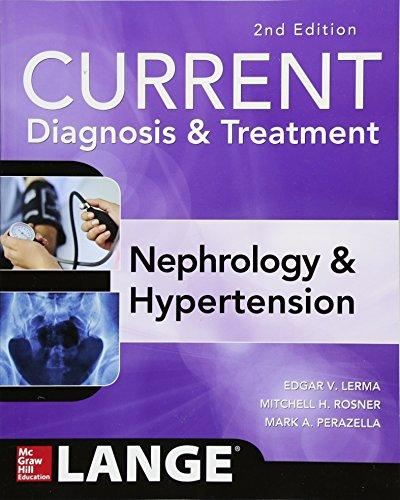 2nd Edition
CURRENT
Diagnosis & Treatment
Nephrology &
Hypertension
EDGAR V. LERMA
MITCHELL H. ROSNER
MARK A. PERAZELLA
Mc
Graw
Hill
Education
LANGE®